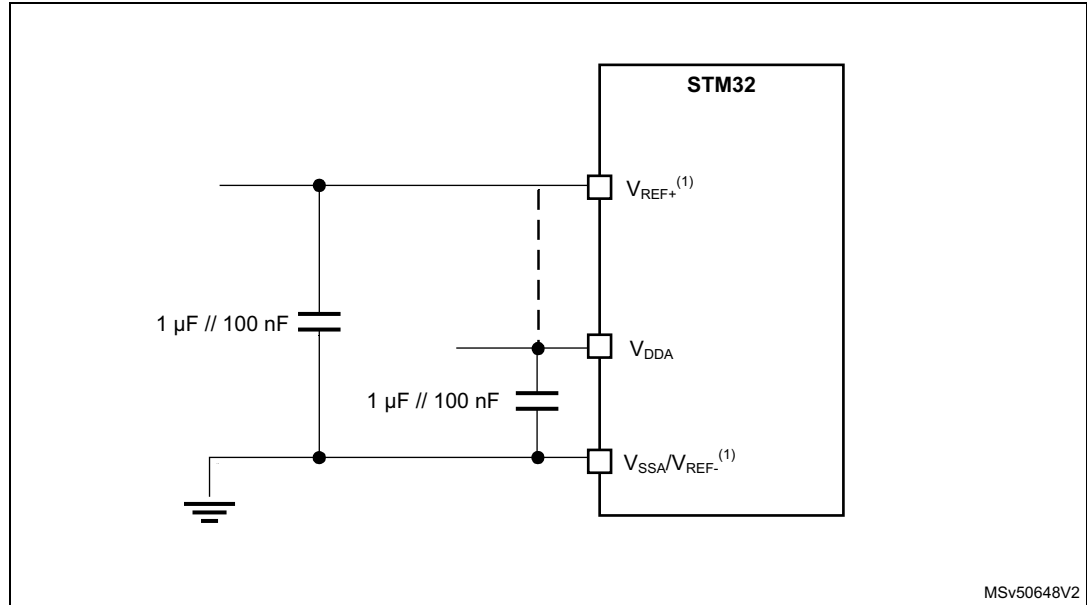 STM32
V_REF+^(1)
1 µF // 100 nF
V_DDA
1 µF // 100 nF
V_SSA/V_REF-^(1)
MSv50648V2